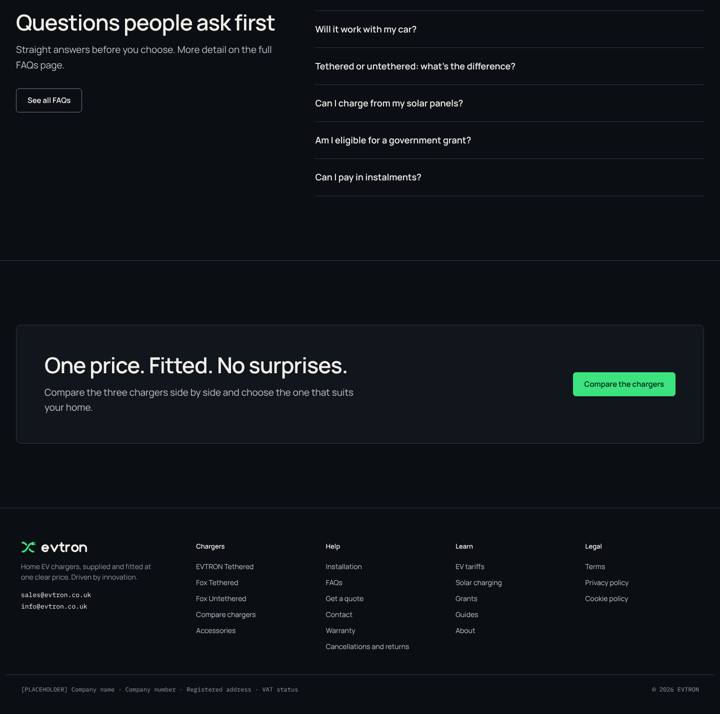 Questions people ask first
Straight answers before you choose. More detail on the full
FAQs page.
See all FAQs
Will it work with my car?
Tethered or untethered: what's the difference?
Can I charge from my solar panels?
Am I eligible for a government grant?
Can I pay in instalments?
One price. Fitted. No surprises.
Compare the three chargers side by side and choose the one that suits
your home.
Compare the chargers
evtron
Home EV chargers, supplied and fitted at
one clear price. Driven by innovation.
sales@evtron.co.uk
info@evtron.co.uk
Chargers
EVTRON Tethered
Fox Tethered
Fox Untethered
Compare chargers
Accessories
Help
Installation
FAQs
Get a quote
Contact
Warranty
Cancellations and returns
Learn
EV tariffs
Solar charging
Grants
Guides
About
Legal
Terms
Privacy policy
Cookie policy
[PLACEHOLDER] Company name · Company number · Registered address · VAT status
© 2026 EVTRON